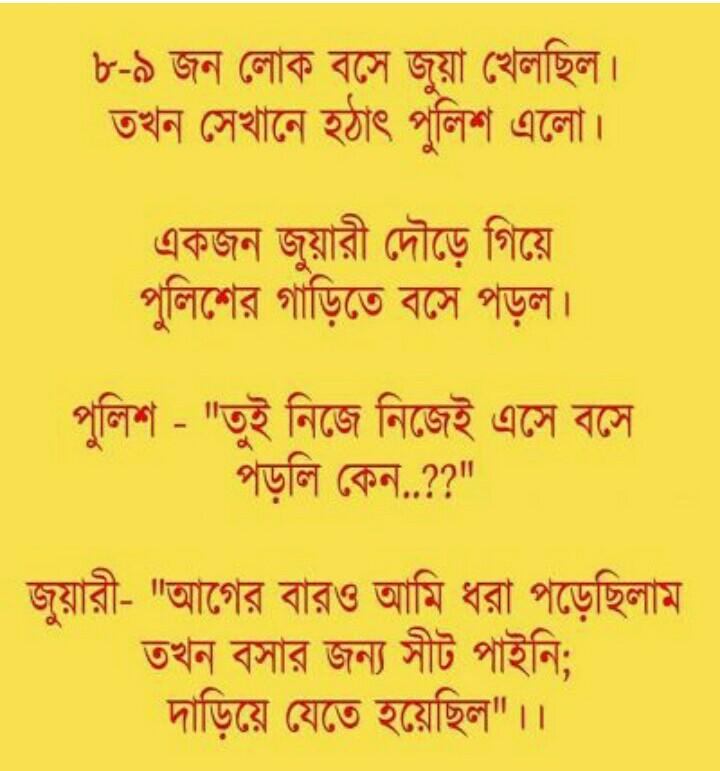 ৮-৯ জন লোক বসে জুয়া খেলছিল।
তখন সেখানে হঠাৎ পুলিশ এলো।
একজন জুয়ারী দৌড়ে গিয়ে
পুলিশের গাড়িতে বসে পড়ল।
পুলিশ - "তুই নিজে নিজেই এসে বসে
পড়লি কেন..??"
জুয়ারী- "আগের বারও আমি ধরা পড়েছিলাম
তখন বসার জন্য সীট পাইনি;
দাড়িয়ে যেতে হয়েছিল"।।